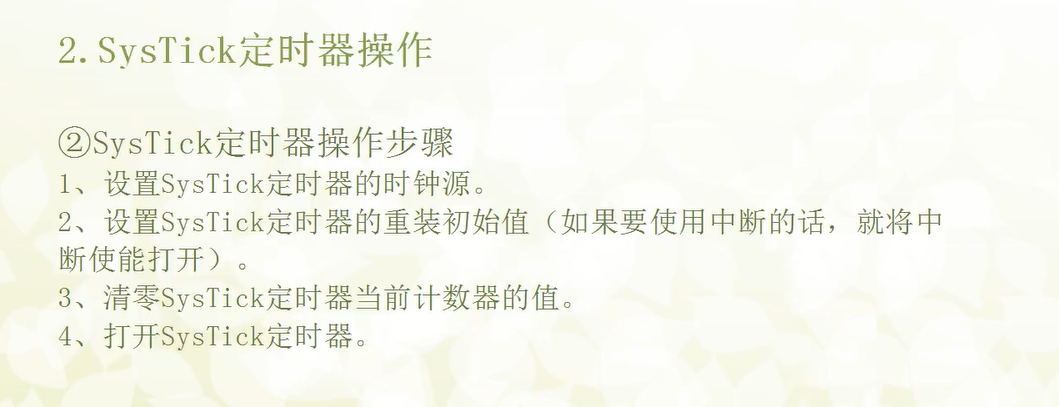 2.SysTick定时器操作
②SysTick定时器操作步骤
1、设置SysTick定时器的时钟源。
2、设置SysTick定时器的重装初始值（如果要使用中断的话，就将中
断使能打开）。
3、清零SysTick定时器当前计数器的值。
4、打开SysTick定时器。